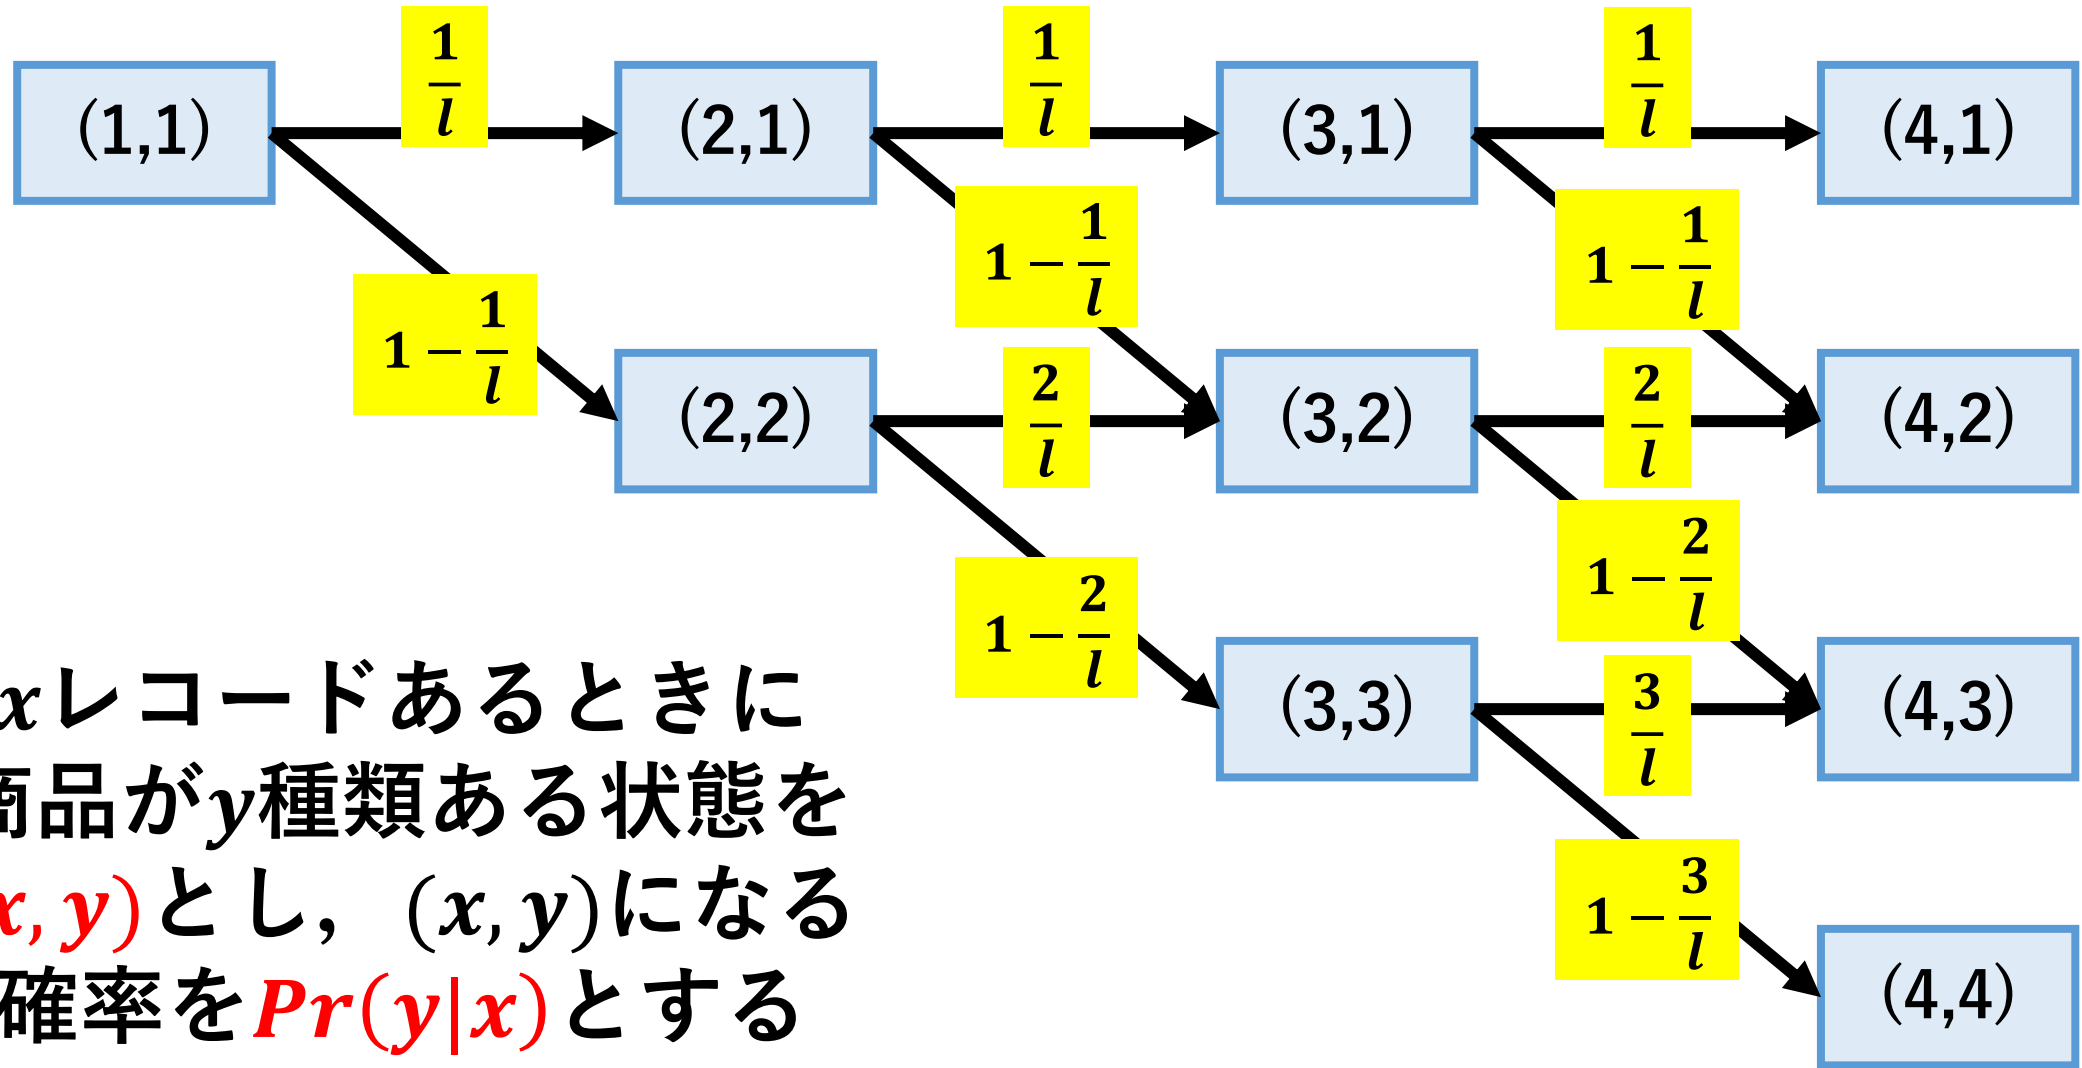 (1,1)
1/l
(2,1)
1/l
(3,1)
1/l
(4,1)
1 − 1/l
1 − 1/l
1 − 1/l
(2,2)
2/l
(3,2)
2/l
(4,2)
1 − 2/l
1 − 2/l
(3,3)
3/l
(4,3)
1 − 3/l
(4,4)
xレコードあるときに
商品がy種類ある状態を
x, y)とし，(x, y)になる
確率をPr(y|x)とする